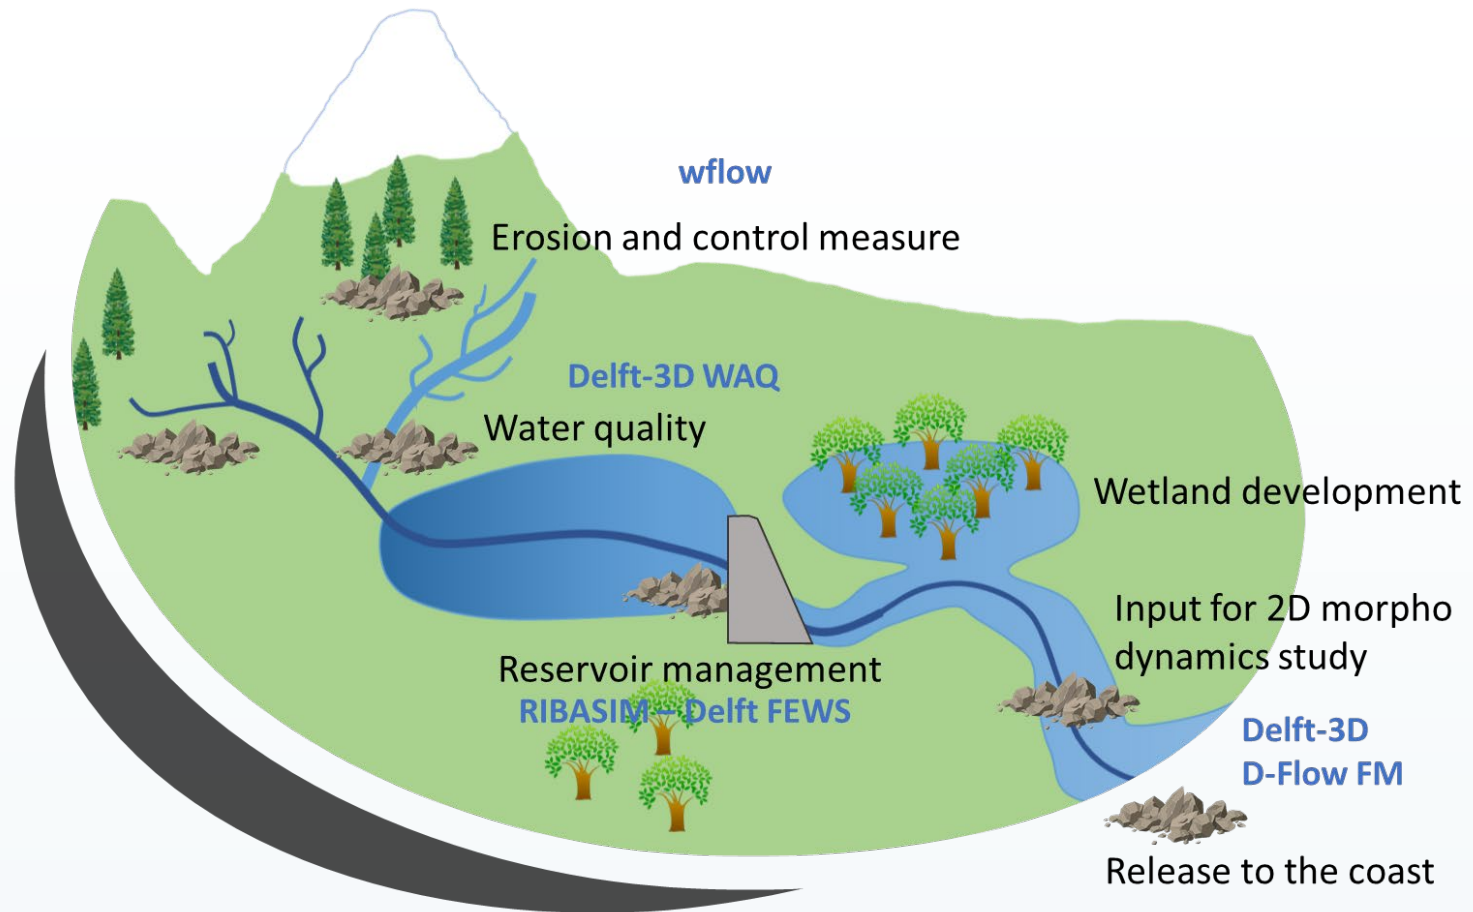 wflow
Erosion and control measure
Delft-3D WAQ
Water quality
Wetland development
Input for 2D morpho
dynamics study
Reservoir management
RIBASIM – Delft FEWS
Delft-3D
D-Flow FM
Release to the coast